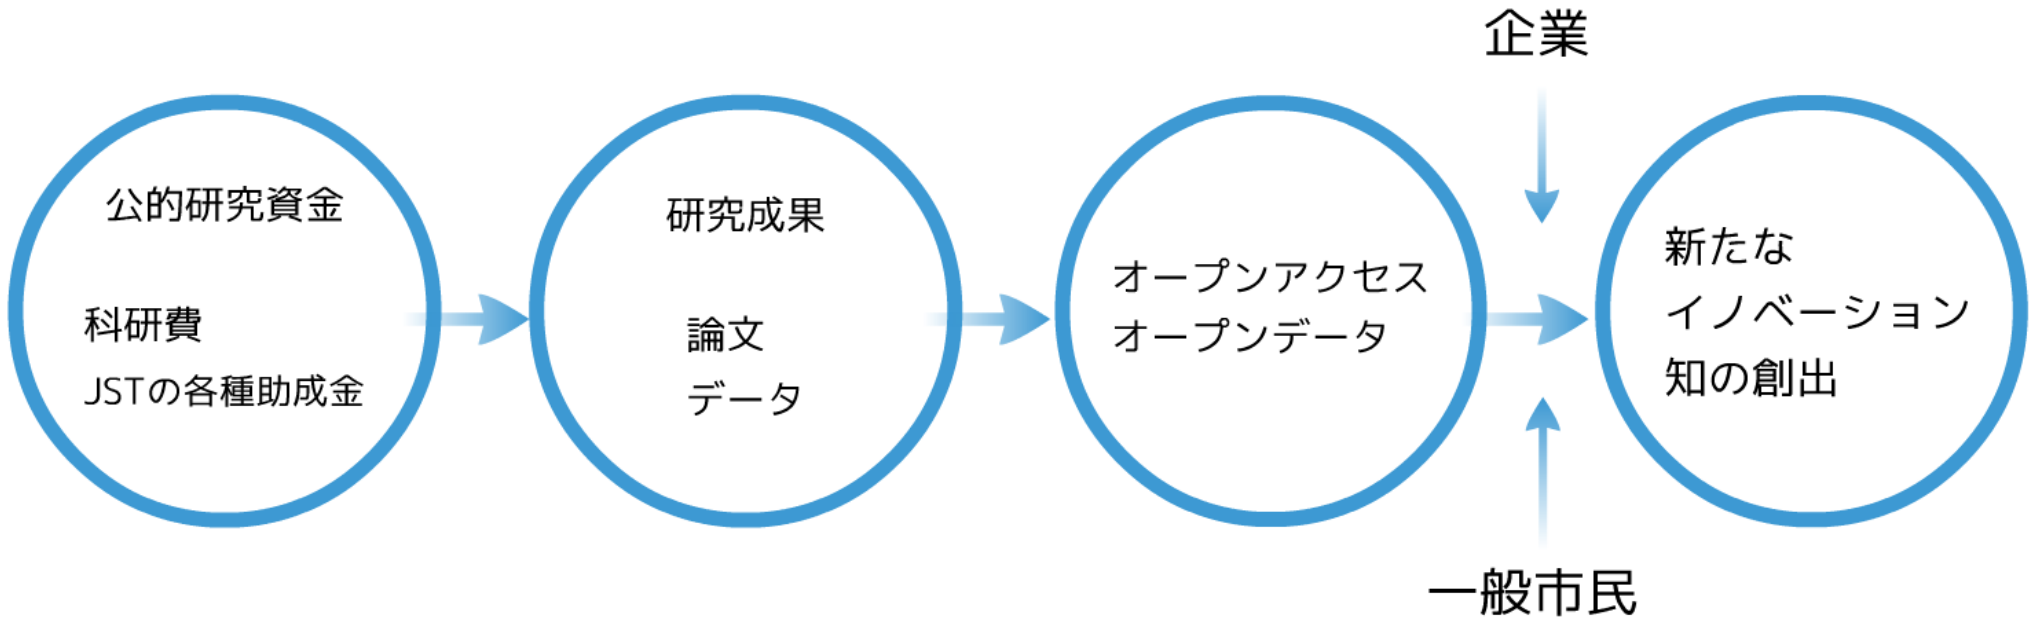 公的研究資金
科研費
JSTの各種助成金
研究成果
論文
データ
オープンアクセス
オープンデータ
企業
一般市民
新たな
イノベーション
知の創出